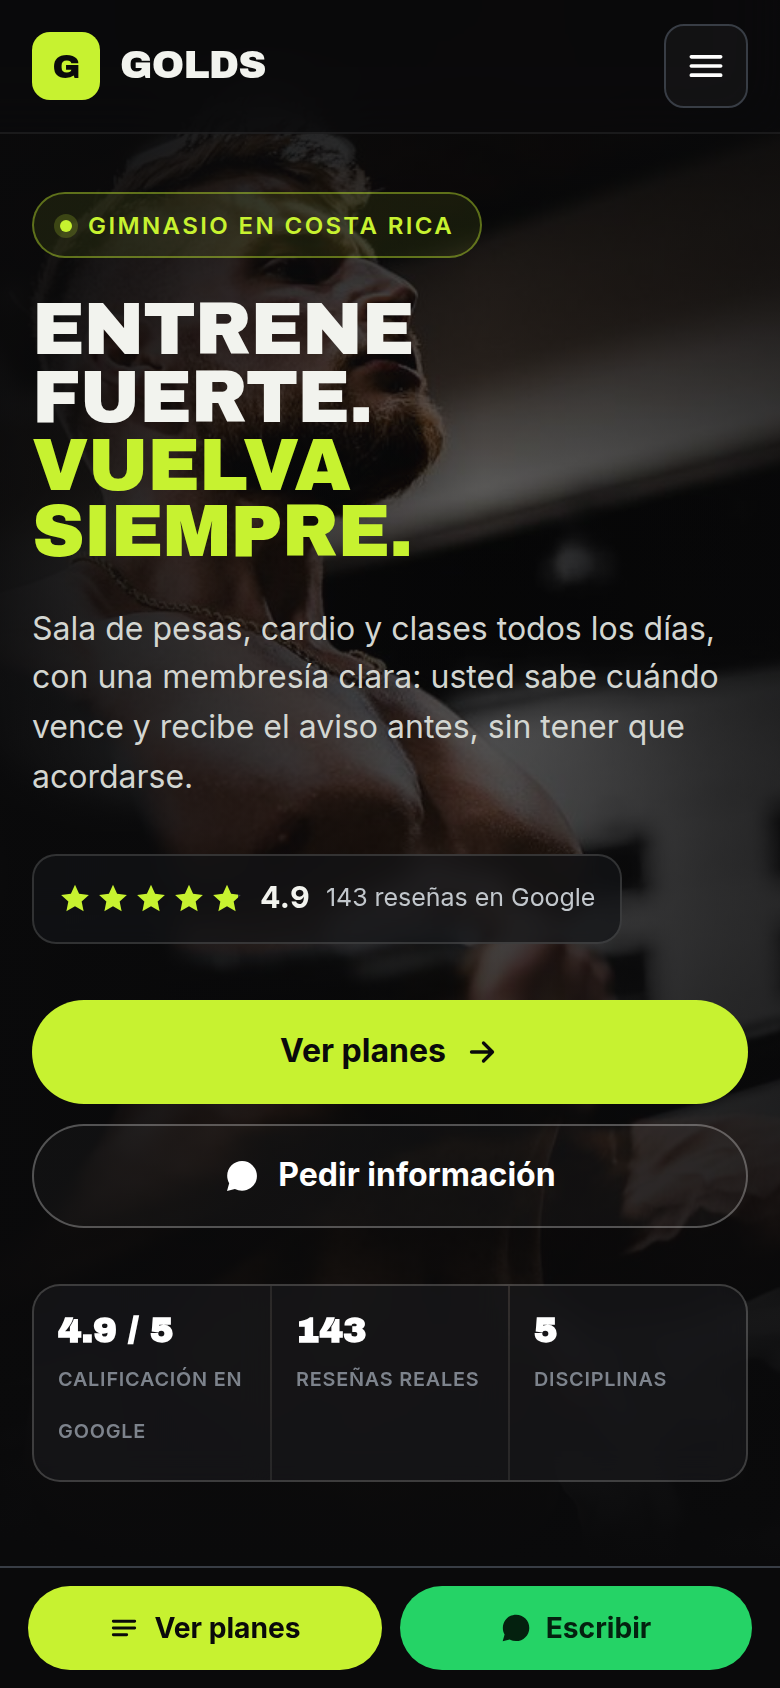 G GOLDS
GIMNASIO EN COSTA RICA
ENTRENE
FUERTE.
VUELVA
SIEMPRE.
Sala de pesas, cardio y clases todos los días,
con una membresía clara: usted sabe cuándo
vence y recibe el aviso antes, sin tener que
acordarse.
4.9 143 reseñas en Google
Ver planes
Pedir información
4.9 / 5
CALIFICACIÓN EN
GOOGLE
143
RESEÑAS REALES
5
DISCIPLINAS
Ver planes
Escribir